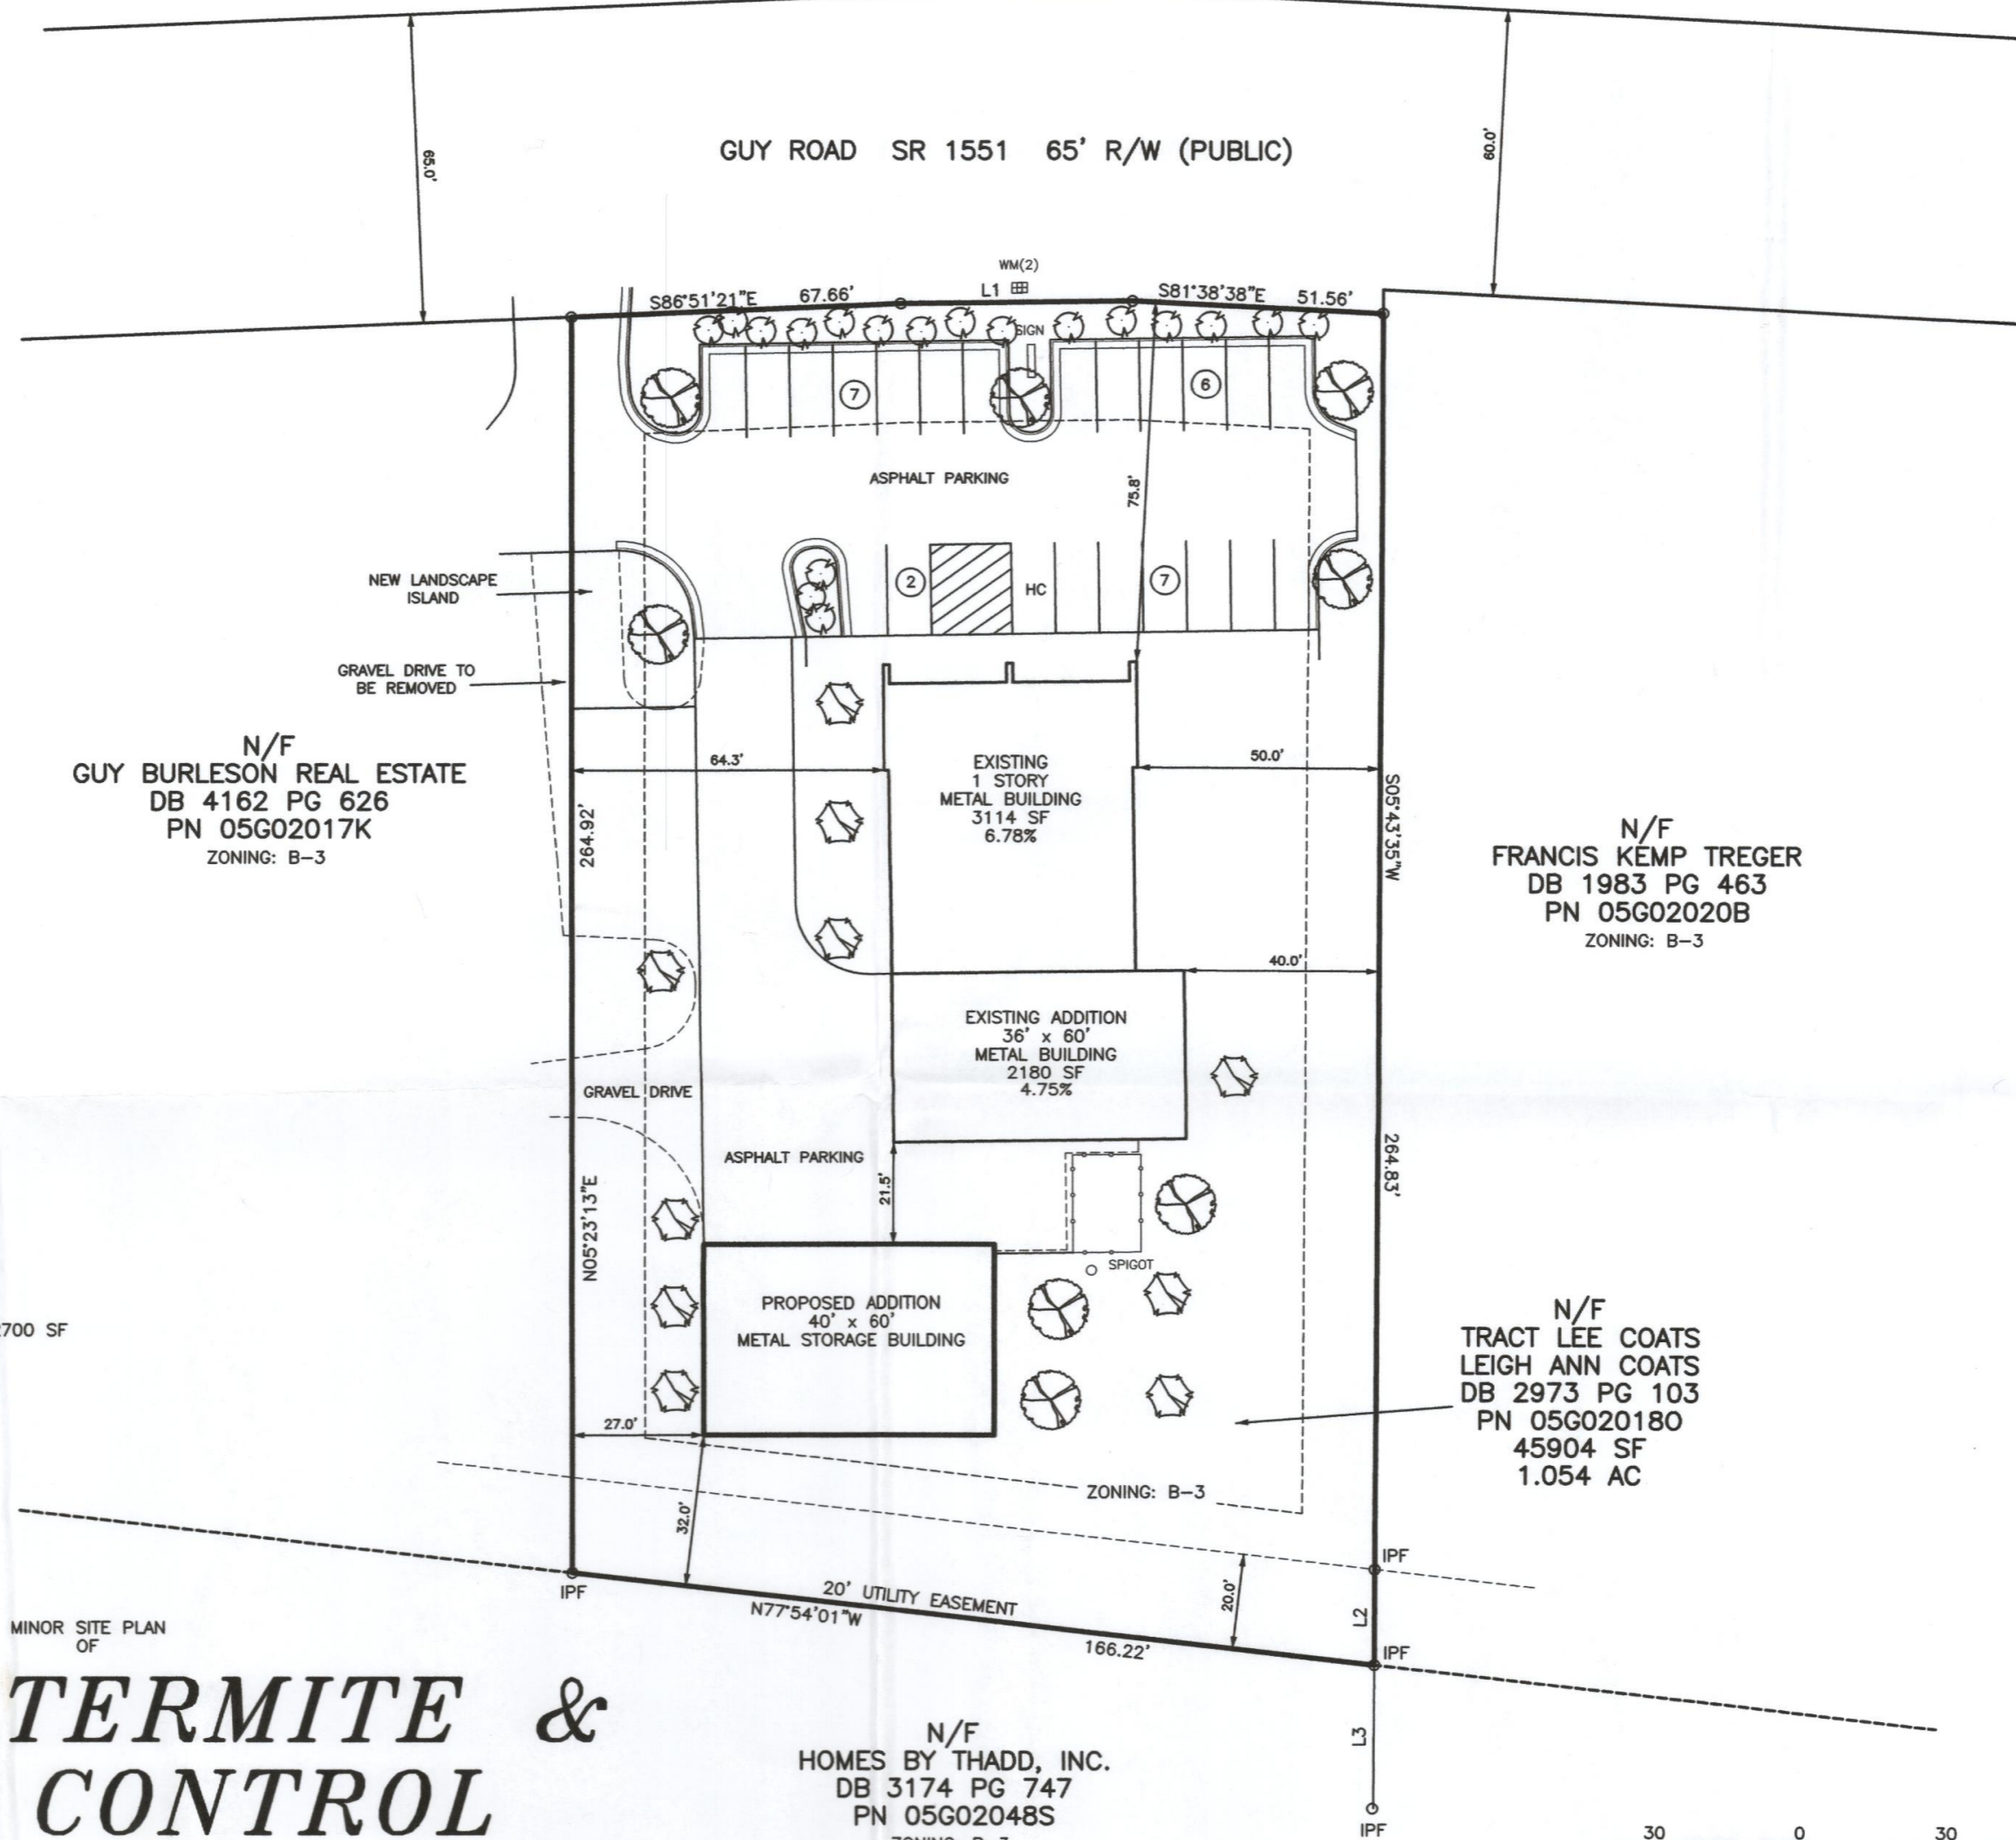 65.0'
GUY ROAD SR 1551 65' R/W (PUBLIC)
60.0'
WM(2)
S86°51'21"E 67.66'
L1
S81°38'38"E 51.56'
SIGN
7
6
ASPHALT PARKING
75.8'
NEW LANDSCAPE
ISLAND
2
HC
7
GRAVEL DRIVE TO
BE REMOVED
N/F
GUY BURLESON REAL ESTATE
DB 4162 PG 626
PN 05G02017K
ZONING: B-3
64.3'
EXISTING
1 STORY
METAL BUILDING
3114 SF
6.78%
50.0'
264.92'
S05°43'35"W
N/F
FRANCIS KEMP TREGER
DB 1983 PG 463
PN 05G02020B
ZONING: B-3
40.0'
EXISTING ADDITION
36' x 60'
METAL BUILDING
2180 SF
4.75%
GRAVEL DRIVE
ASPHALT PARKING
21.5'
264.83'
N05°23'13"E
SPIGOT
PROPOSED ADDITION
40' x 60'
METAL STORAGE BUILDING
700 SF
N/F
TRACT LEE COATS
LEIGH ANN COATS
DB 2973 PG 103
PN 05G02018O
45904 SF
1.054 AC
27.0'
32.0'
ZONING: B-3
IPF
IPF
20' UTILITY EASEMENT
N77°54'01"W
166.22'
20.0'
L2
IPF
MINOR SITE PLAN
OF
TERMITE &
CONTROL
N/F
HOMES BY THADD, INC.
DB 3174 PG 747
PN 05G02048S
ZONING: B-3
L3
IPF
30 0 30